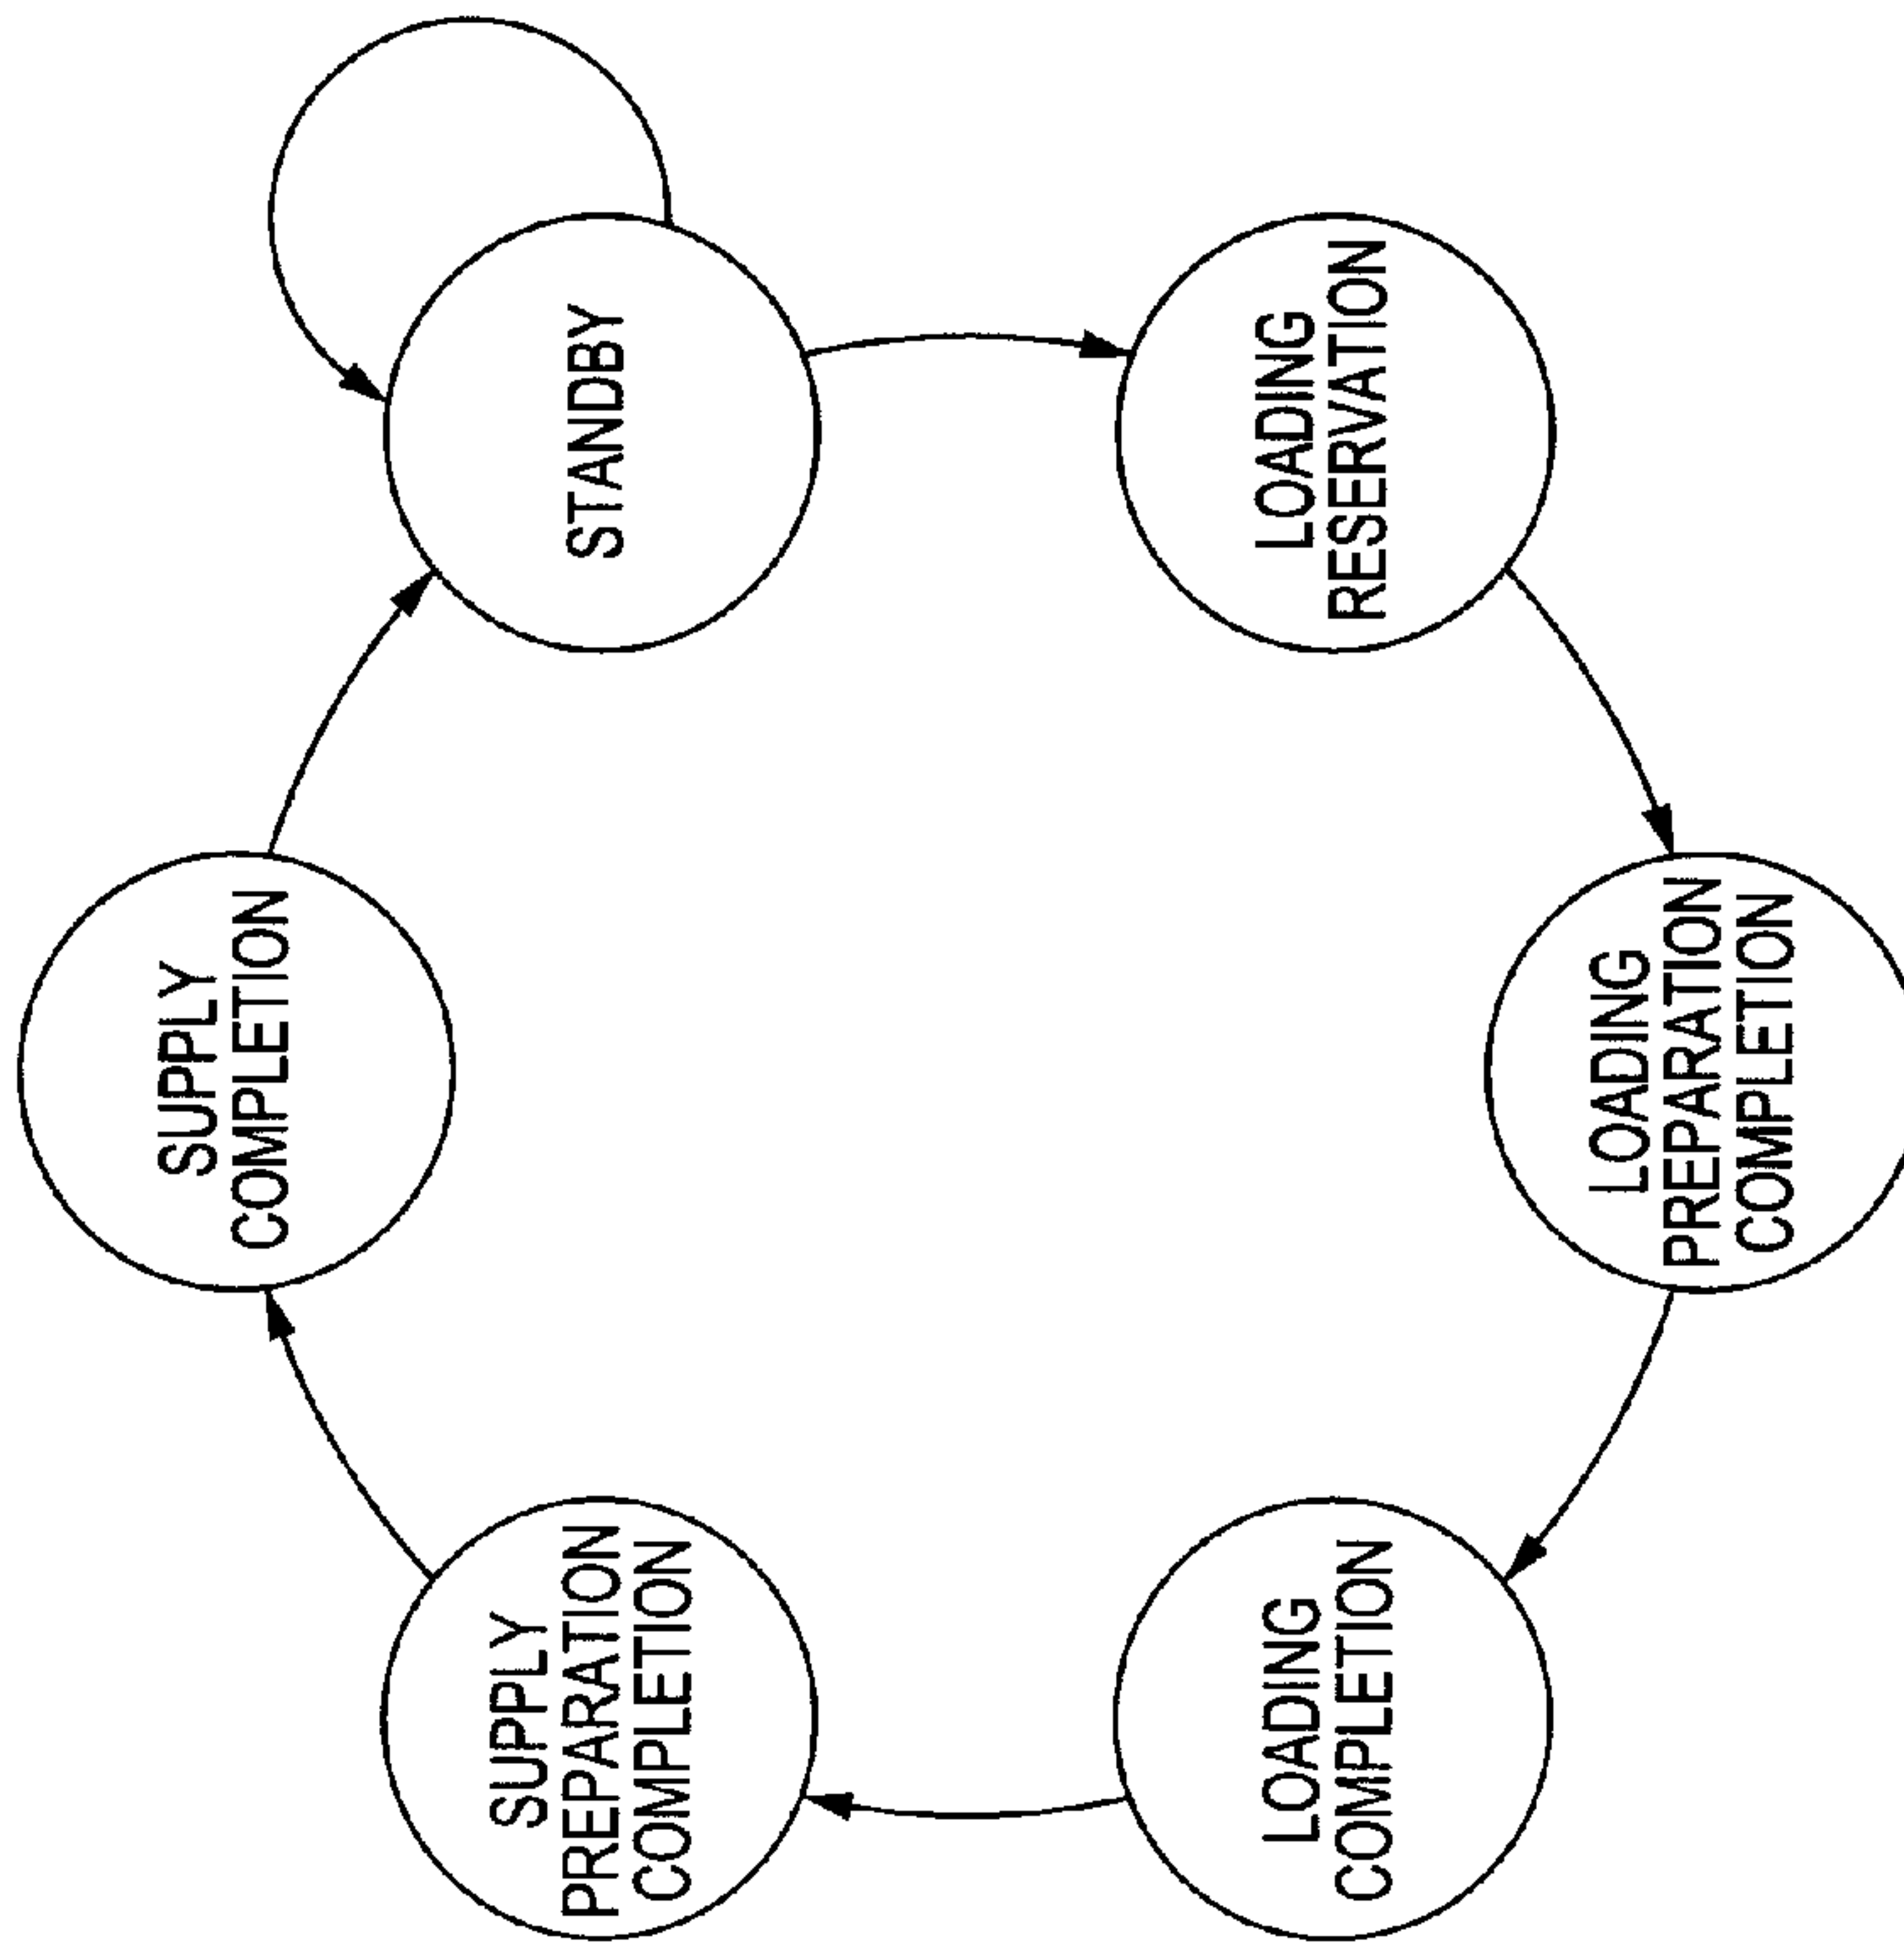 STANDBY
LOADING
RESERVATION
LOADING
PREPARATION
COMPLETION
LOADING
COMPLETION
SUPPLY
PREPARATION
COMPLETION
SUPPLY
COMPLETION